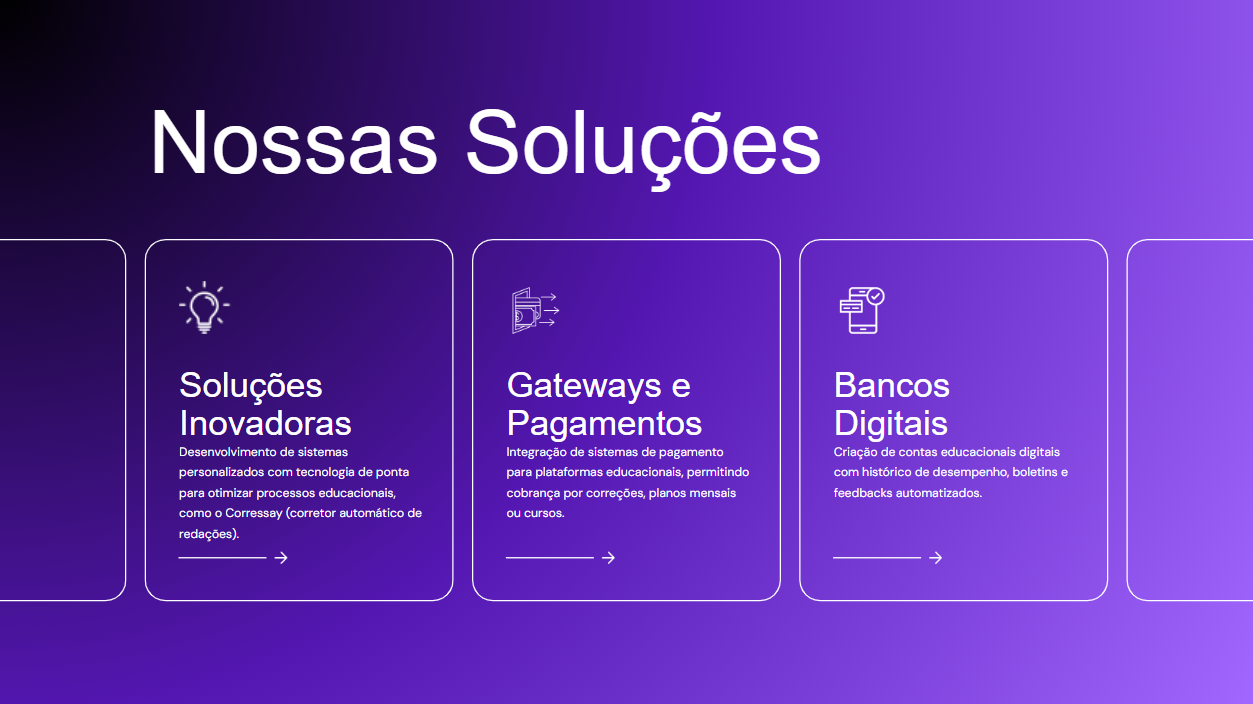 Nossas Soluções
Soluções
Inovadoras
Desenvolvimento de sistemas
personalizados com tecnologia de ponta
para otimizar processos educacionais,
como o Corressay (corretor automático de
redações).
Gateways e
Pagamentos
Integração de sistemas de pagamento
para plataformas educacionais, permitindo
cobrança por correções, planos mensais
ou cursos.
Bancos
Digitais
Criação de contas educacionais digitais
com histórico de desempenho, boletins e
feedbacks automatizados.